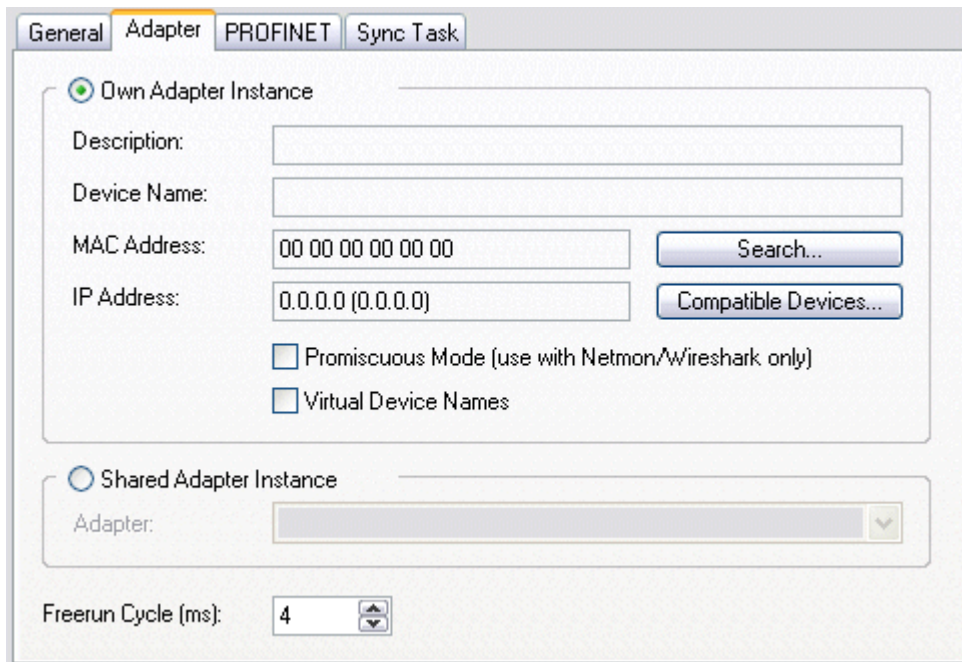 General Adapter PROFINET Sync Task
Own Adapter Instance
Description:
Device Name:
MAC Address: 00 00 00 00 00 00 Search...
IP Address: 0.0.0.0 (0.0.0.0) Compatible Devices...
Promiscuous Mode (use with Netmon/Wireshark only)
Virtual Device Names
Shared Adapter Instance
Adapter:
Freerun Cycle (ms): 4